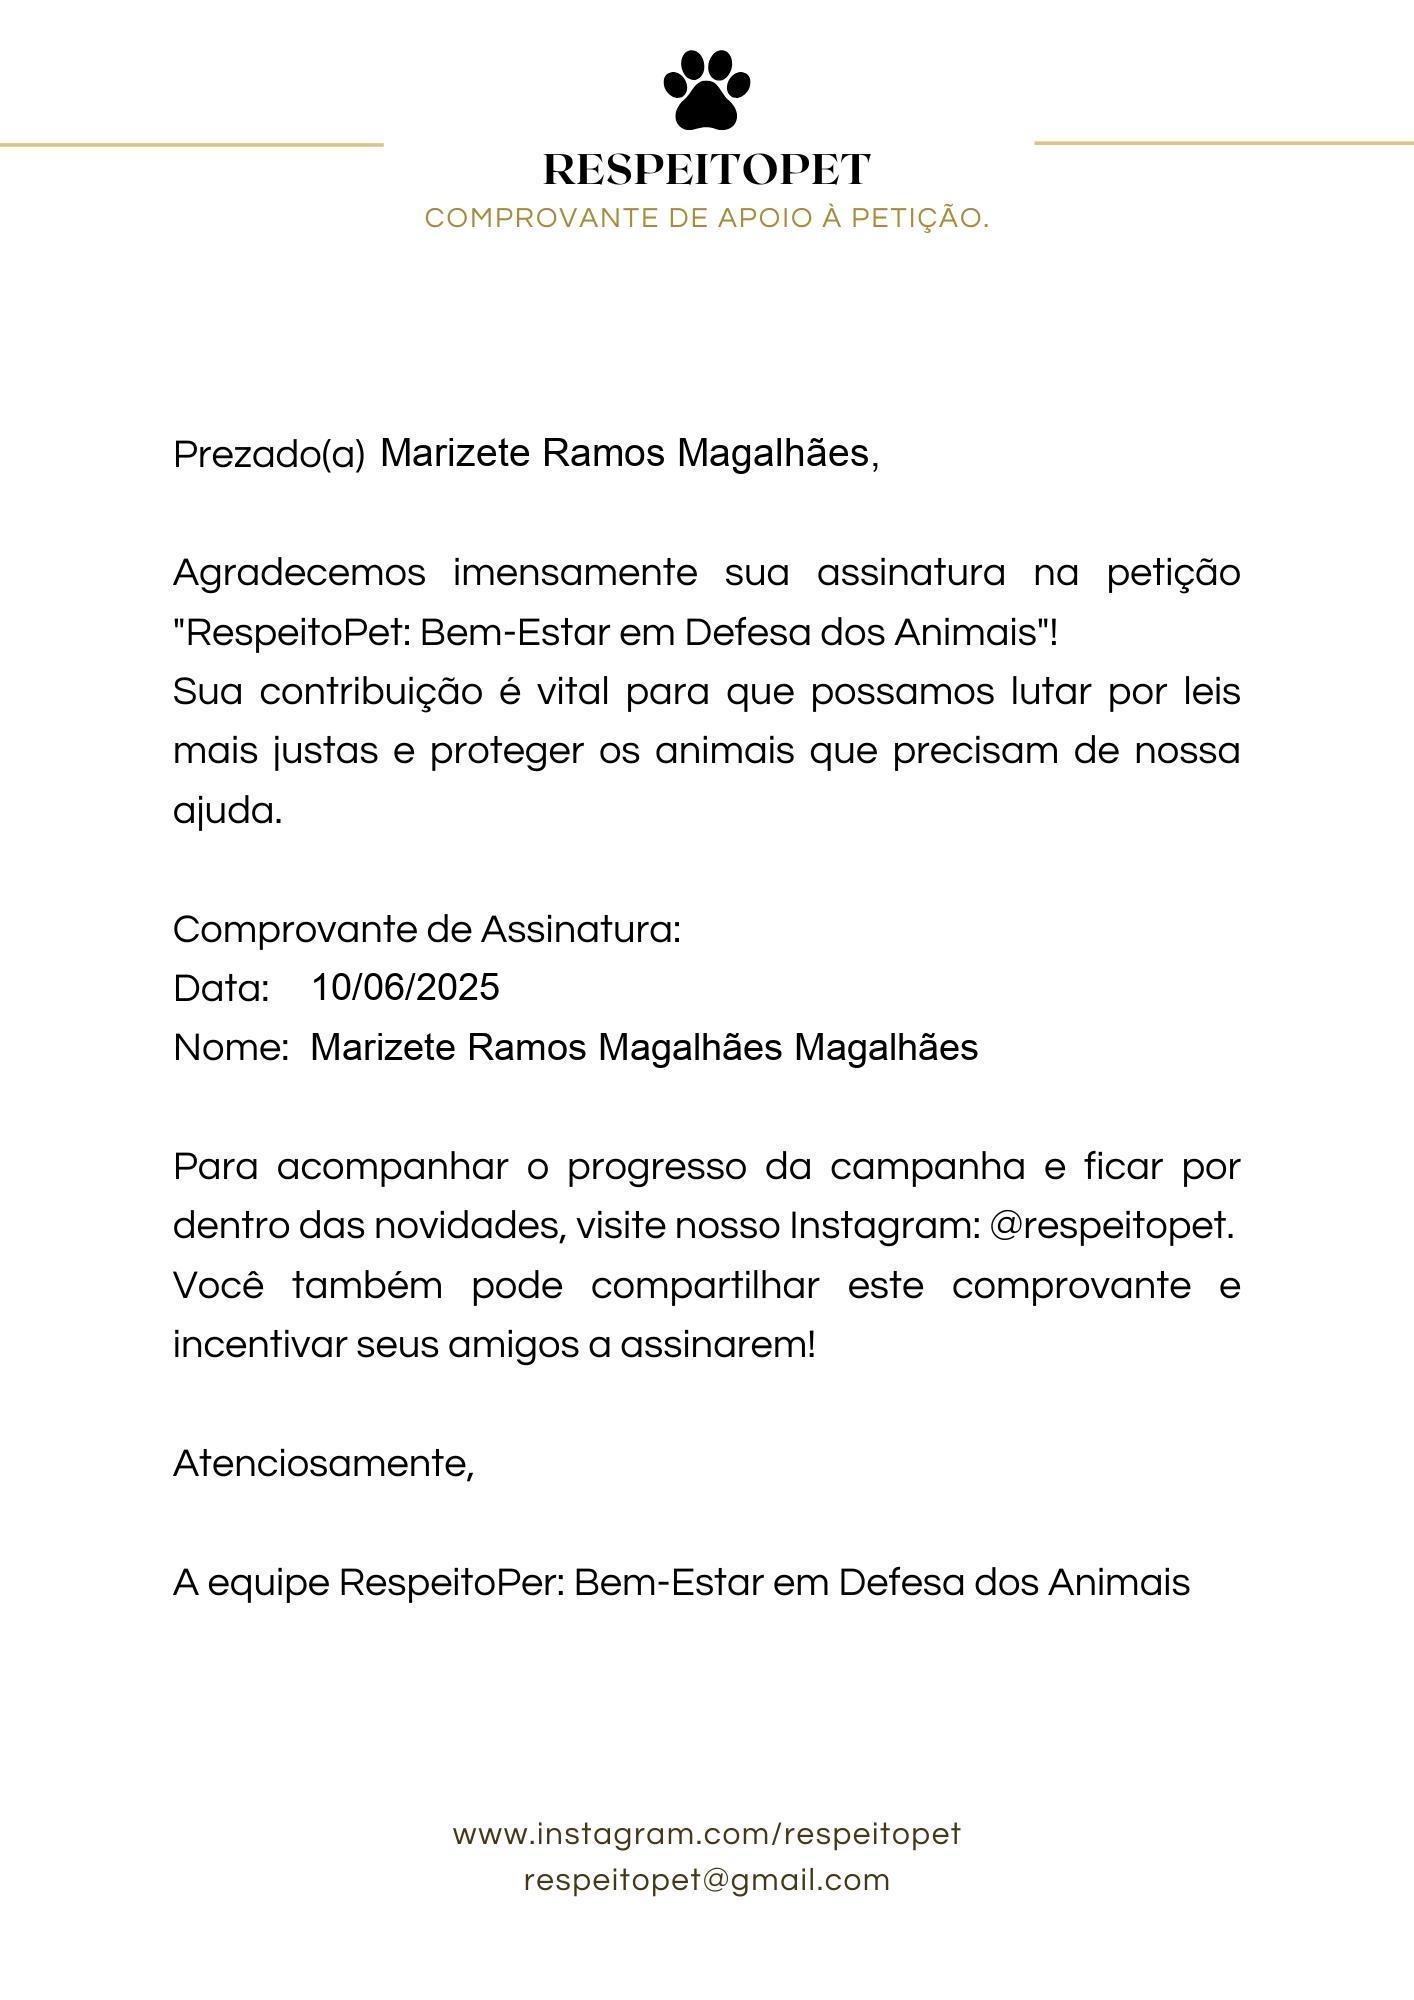 RESPEITOPET
COMPROVANTE DE APOIO À PETIÇÃO.
Prezado(a) Marizete Ramos Magalhães,
Agradecemos imensamente sua assinatura na petição
"RespeitoPet: Bem-Estar em Defesa dos Animais"!
Sua contribuição é vital para que possamos lutar por leis
mais justas e proteger os animais que precisam de nossa
ajuda.
Comprovante de Assinatura:
Data: 10/06/2025
Nome: Marizete Ramos Magalhães Magalhães
Para acompanhar o progresso da campanha e ficar por
dentro das novidades, visite nosso Instagram: @respeitopet.
Você também pode compartilhar este comprovante e
incentivar seus amigos a assinarem!
Atenciosamente,
A equipe RespeitoPer: Bem-Estar em Defesa dos Animais
www.instagram.com/respeitopet
respeitopet@gmail.com